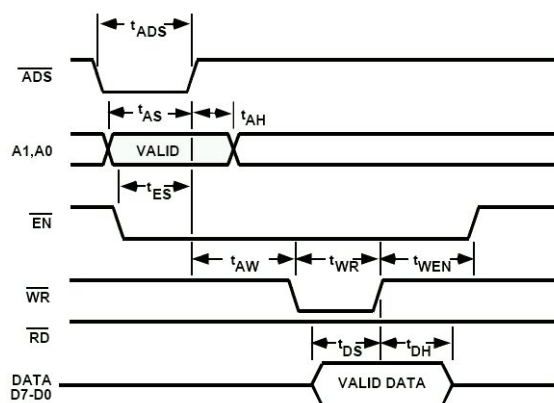 tADS
ADS
tAS
tAH
A1,A0
VALID
tES
EN
tAW
tWR
tWEN
WR
RD
tDS
tDH
DATA
D7-D0
VALID DATA